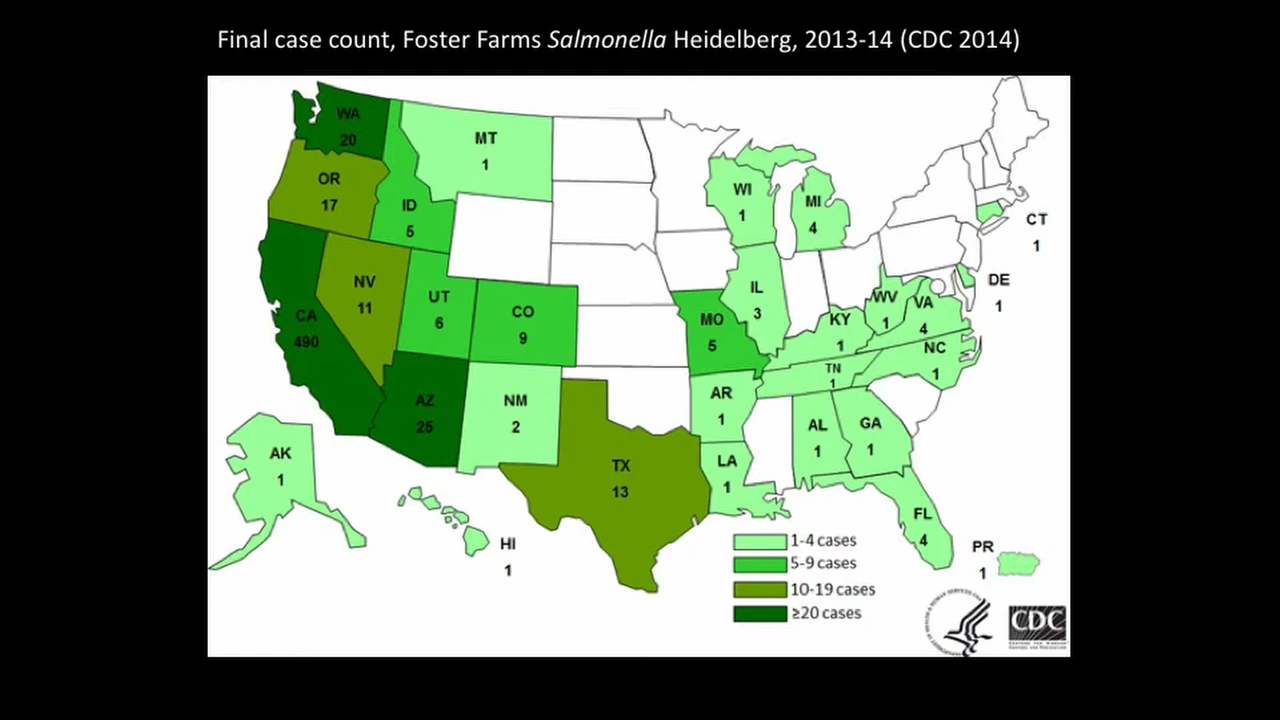 Final case count, Foster Farms Salmonella Heidelberg, 2013-14 (CDC 2014)
WA
20
MT
1
OR
17
ID
5
WI
1
MI
4
CT
1
NV
11
UT
6
CO
9
CA
490
IL
3
MO
5
KY
1
WV
1
VA
4
DE
1
NC
1
TN
1
AZ
25
NM
2
AR
1
AL
1
GA
1
AK
1
TX
13
LA
1
FL
4
HI
1
PR
1
1-4 cases
5-9 cases
10-19 cases
≥20 cases
CDC